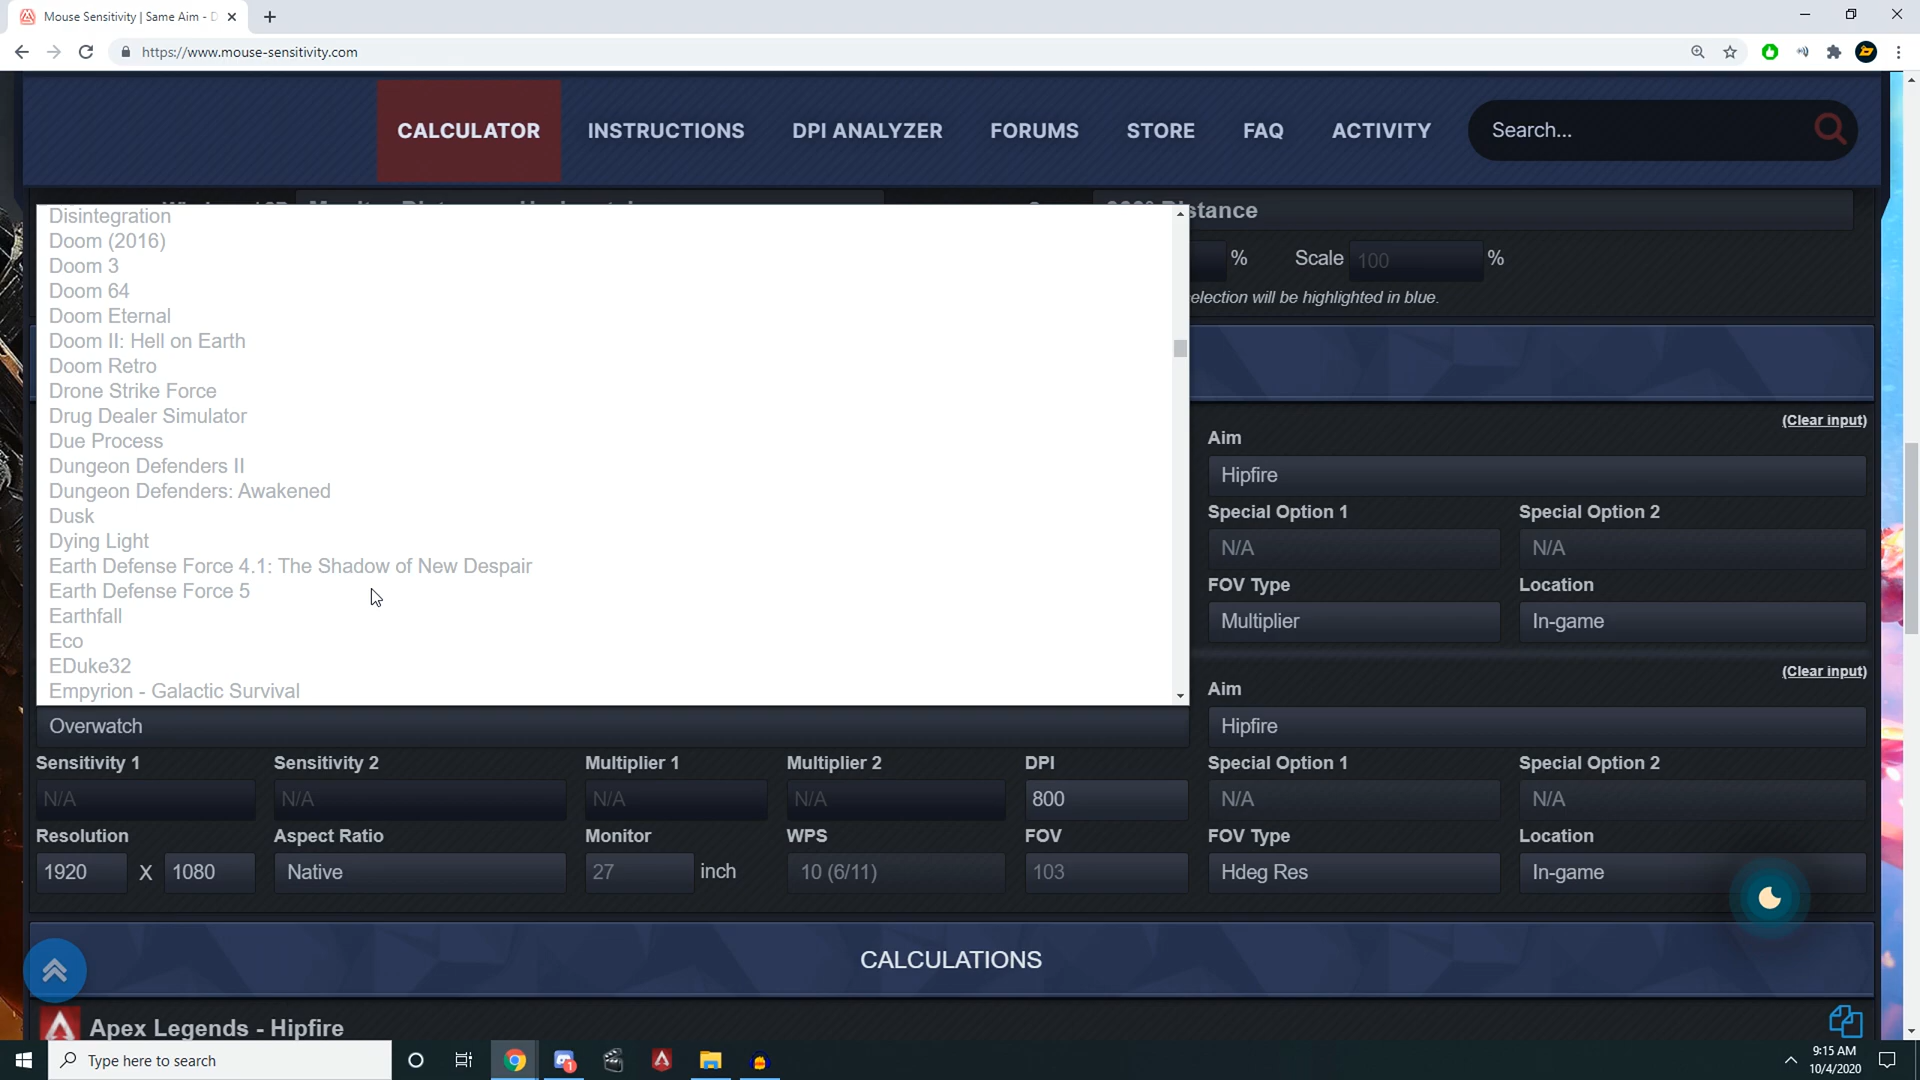 Mouse Sensitivity | Same Aim - D
https://www.mouse-sensitivity.com
CALCULATOR INSTRUCTIONS DPI ANALYZER FORUMS STORE FAQ ACTIVITY Search...
Disintegration
Doom (2016)
Doom 3
Doom 64
Doom Eternal
Doom II: Hell on Earth
Doom Retro
Drone Strike Force
Drug Dealer Simulator
Due Process
Dungeon Defenders II
Dungeon Defenders: Awakened
Dusk
Dying Light
Earth Defense Force 4.1: The Shadow of New Despair
Earth Defense Force 5
Earthfall
Eco
EDuke32
Empyrion - Galactic Survival
stance
% Scale 100 %
election will be highlighted in blue.
(Clear input)
Aim
Hipfire
Special Option 1 Special Option 2
N/A N/A
FOV Type Location
Multiplier In-game
(Clear input)
Aim
Overwatch Hipfire
Sensitivity 1 Sensitivity 2 Multiplier 1 Multiplier 2 DPI Special Option 1 Special Option 2
N/A N/A N/A N/A 800 N/A N/A
Resolution Aspect Ratio Monitor WPS FOV FOV Type Location
1920 X 1080 Native 27 inch 10 (6/11) 103 Hdeg Res In-game
CALCULATIONS
Apex Legends - Hipfire
Type here to search
1
9:15 AM
10/4/2020